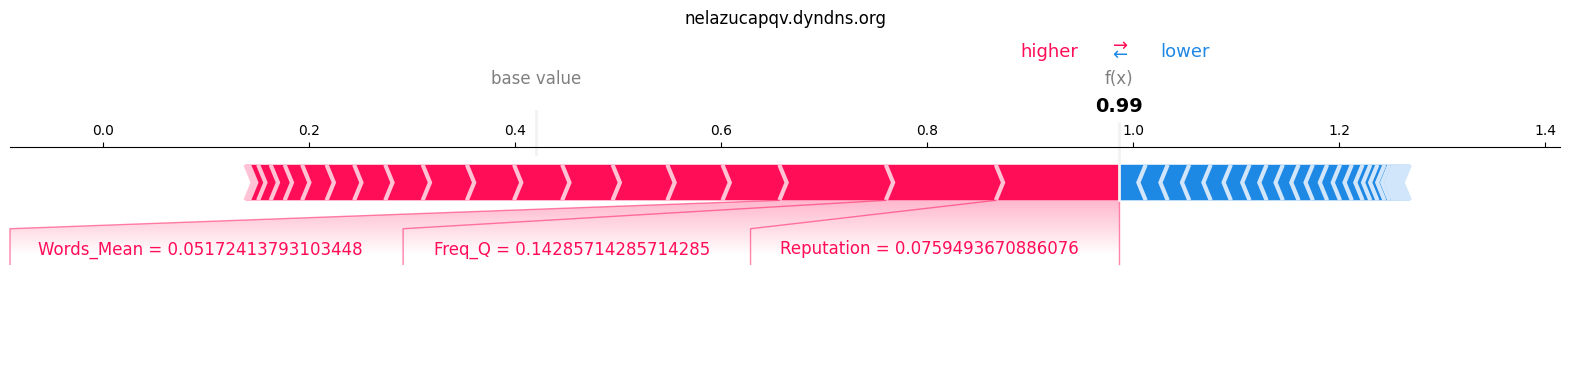 nelazucapqv.dyndns.org
higher → ← lower
base value f(x)
0.99
0.0 0.2 0.4 0.6 0.8 1.0 1.2 1.4
Words_Mean = 0.05172413793103448 Freq_Q = 0.14285714285714285 Reputation = 0.0759493670886076